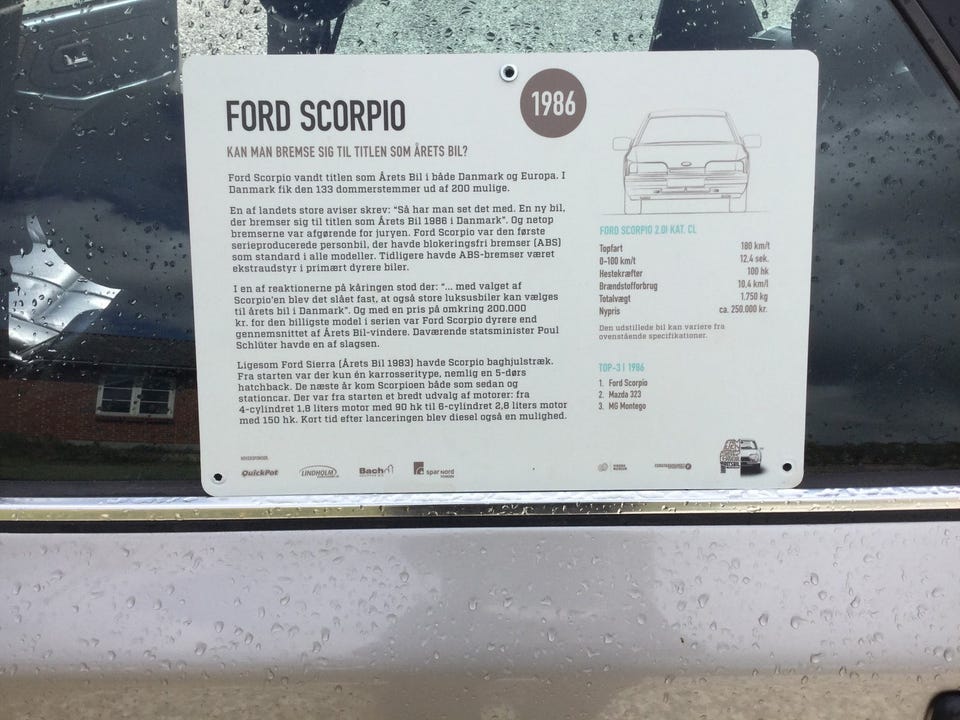 FORD SCORPIO
1986
KAN MAN BREMSE SIG TIL TITLEN SOM ÅRETS BIL?
Ford Scorpio vandt titlen som Årets Bil i både Danmark og Europa. I
Danmark fik den 133 dommerstemmer ud af 200 mulige.
En af landets store aviser skrev: "Så har man set det med. En ny bil,
der bremser sig til titlen som Årets Bil 1986 i Danmark". Og netop
bremserne var afgørende for juryen. Ford Scorpio var den første
serieproducerede personbil, der havde blokeringsfri bremser (ABS)
som standard i alle modeller. Tidligere havde ABS-bremser været
ekstraudstyr i primært dyrere biler.
I en af reaktionerne på kåringen stod der: "... med valget af
Scorpio'en blev det slået fast, at også store luksusbiler kan vælges
til årets bil i Danmark". Og med en pris på omkring 200.000
kr. for den billigste model i serien var Ford Scorpio dyrere end
gennemsnittet af Årets Bil-vindere. Daværende statsminister Poul
Schlüter havde en af slagsen.
Ligesom Ford Sierra (Årets Bil 1983) havde Scorpio baghjulstræk.
Fra starten var der kun én karrosseritype, nemlig en 5-dørs
hatchback. De næste år kom Scorpioen både som sedan og
stationcar. Der var fra starten et bredt udvalg af motorer: fra
4-cylindret 1,8 liters motor med 90 hk til 6-cylindret 2,8 liters motor
med 150 hk. Kort tid efter lanceringen blev diesel også en mulighed.
FORD SCORPIO 2.0I KAT. CL
Topfart 180 km/t
0-100 km/t 12,4 sek.
Hestekræfter 100 hk
Brændstofforbrug 10,4 km/l
Totalvægt 1.750 kg
Nypris ca. 250.000 kr.
Den udstillede bil kan variere fra
ovenstående specifikationer.
TOP-3 I 1986
1. Ford Scorpio
2. Mazda 323
3. MG Montego
QuickPot
LINDHOLM
Bach
spar nord